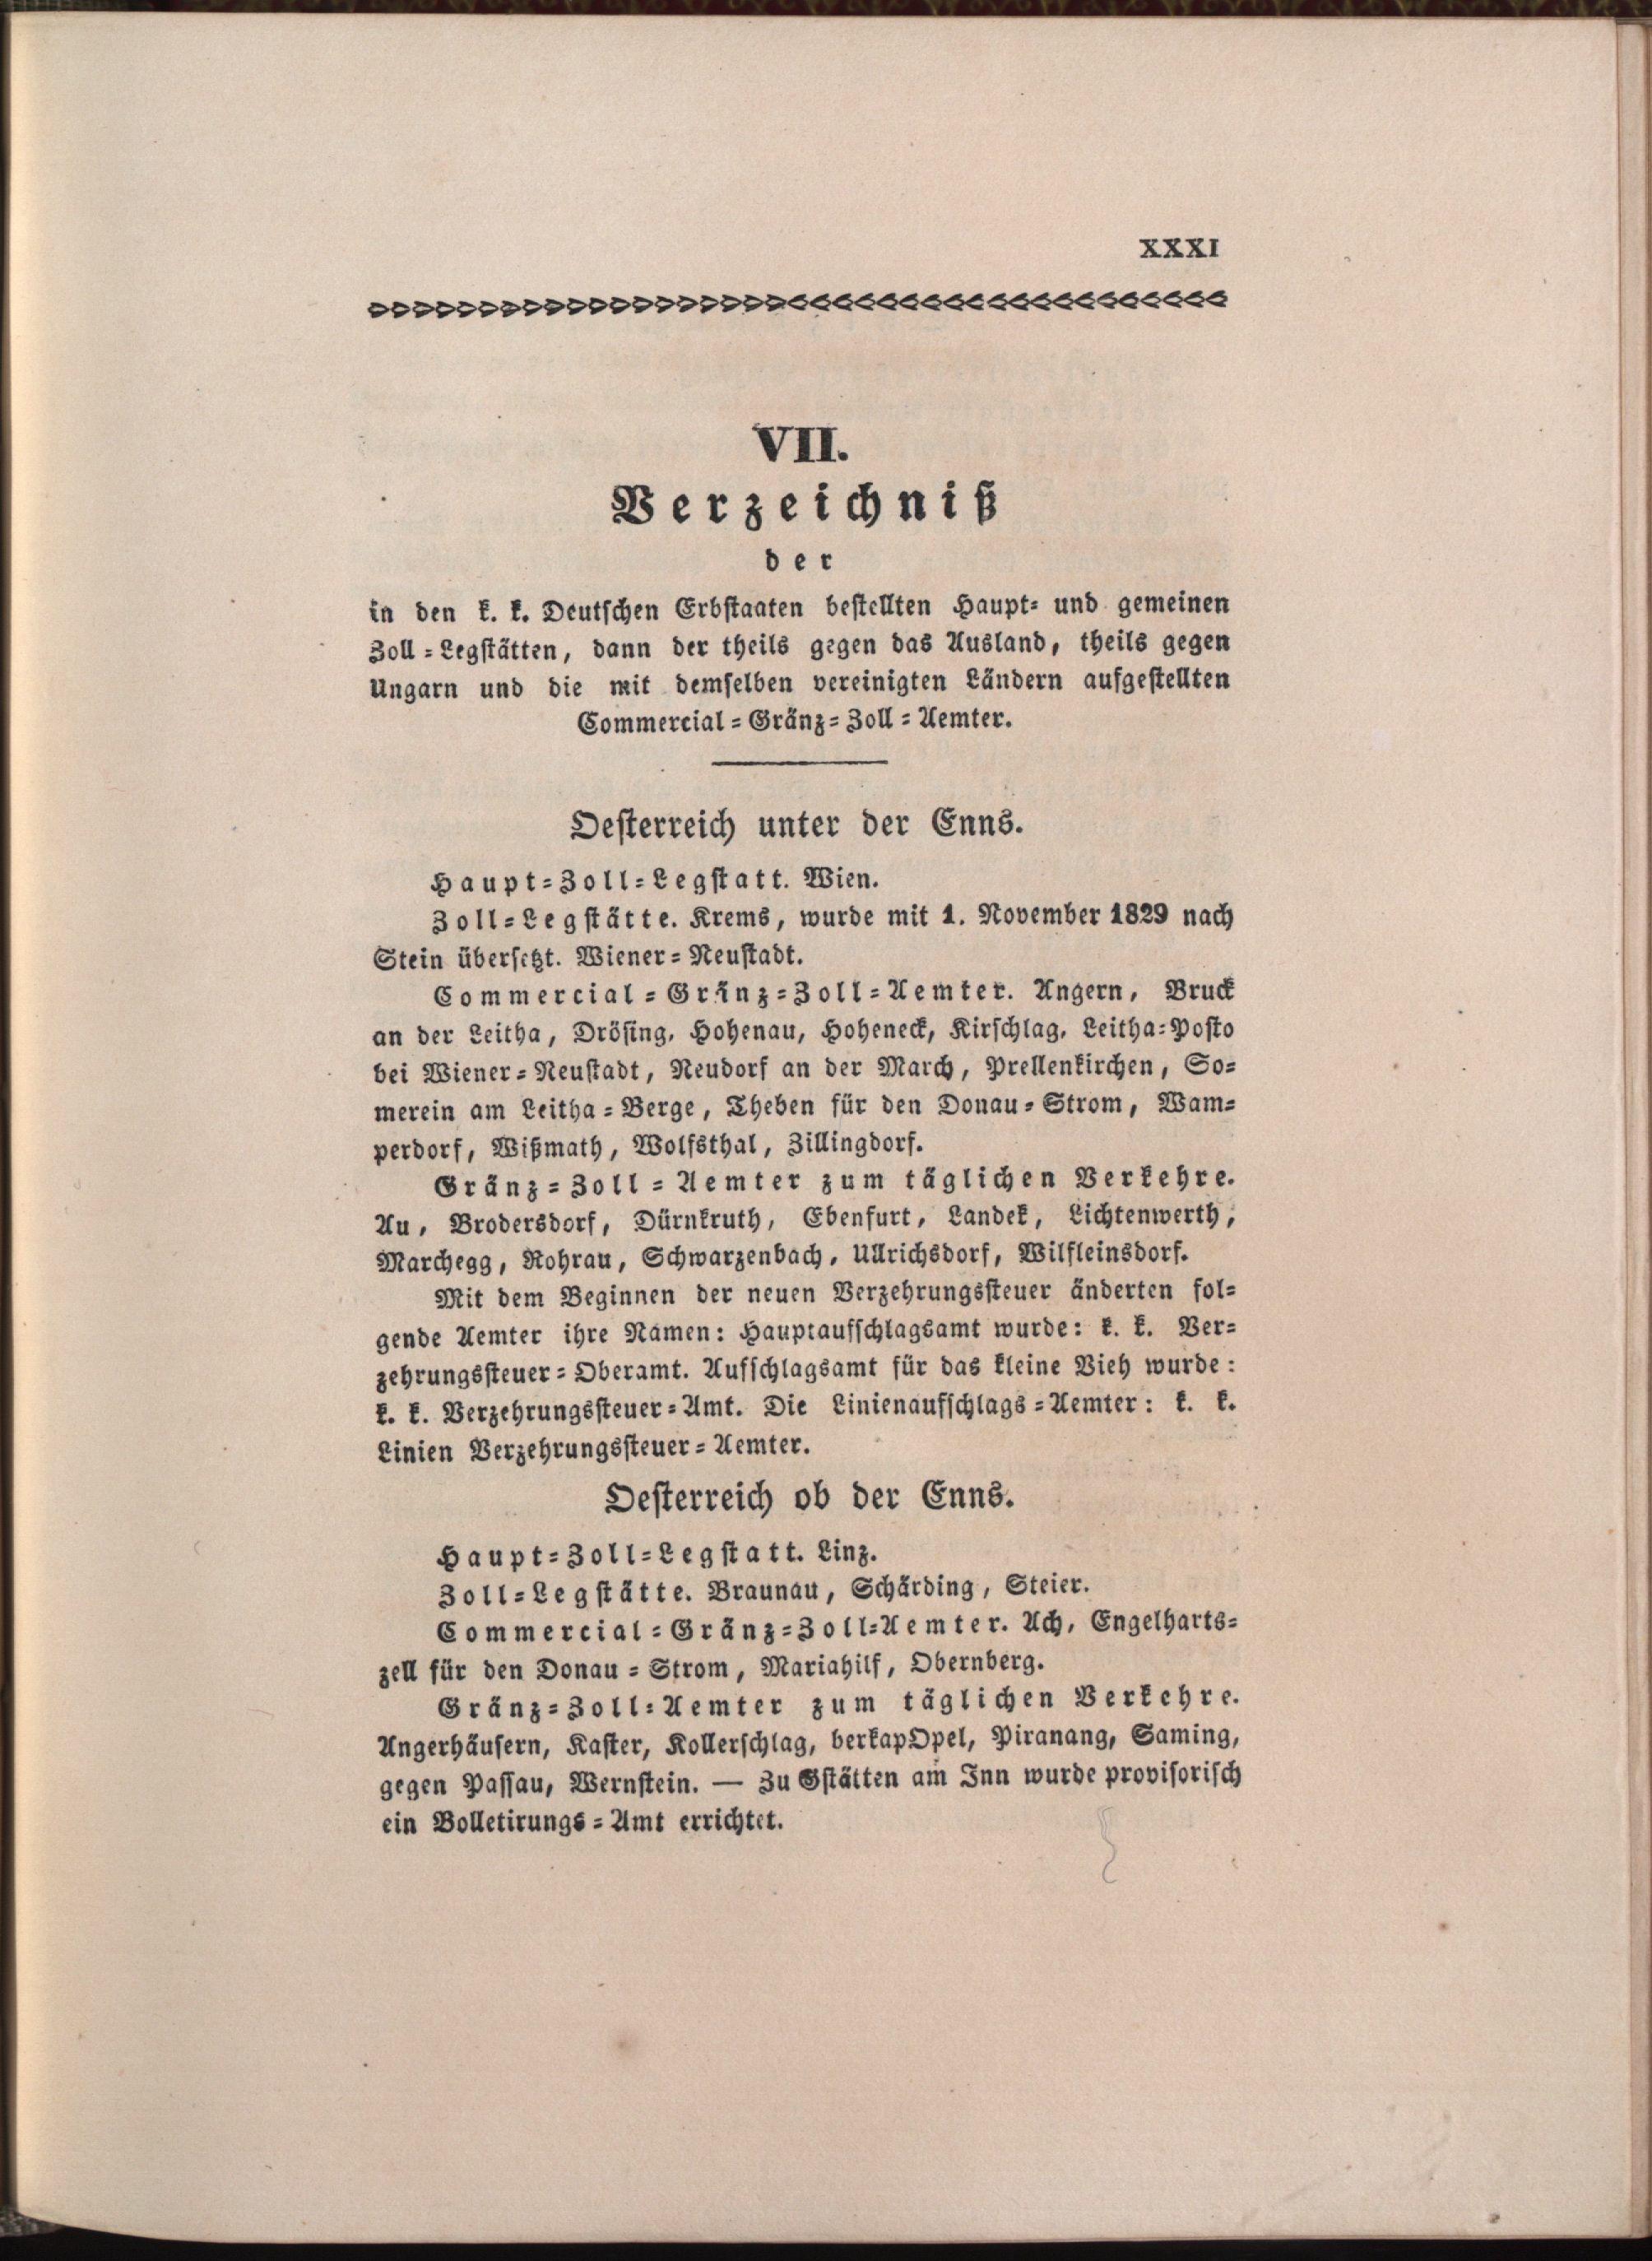 XXXI
VII.
Verzeichniß
der
in den k. k. Deutschen Erbstaaten bestellten Haupt- und gemeinen
Zoll-Legstätten, dann der theils gegen das Ausland, theils gegen
Ungarn und die mit demselben vereinigten Ländern aufgestellten
Commercial-Gränz-Zoll-Aemter.
Oesterreich unter der Enns.
Haupt-Zoll-Legstatt. Wien.
Zoll-Legstätte. Krems, wurde mit 1. November 1829 nach
Stein übersetzt. Wiener-Neustadt.
Commercial-Gränz-Zoll-Aemter. Angern, Bruck
an der Leitha, Drösing, Hohenau, Hoheneck, Kirschlag, Leitha-Posto
bei Wiener-Neustadt, Neudorf an der March, Prellenkirchen, So-
merein am Leitha-Berge, Theben für den Donau-Strom, Wam-
perdorf, Wißmath, Wolfsthal, Zillingdorf.
Gränz-Zoll-Aemter zum täglichen Verkehre.
Au, Brodersdorf, Dürnkruth, Ebenfurt, Landek, Lichtenwerth,
Marchegg, Rohrau, Schwarzenbach, Ullrichsdorf, Wilfleinsdorf.
Mit dem Beginnen der neuen Verzehrungssteuer änderten fol-
gende Aemter ihre Namen: Hauptaufschlagsamt wurde: k. k. Ver-
zehrungssteuer-Oberamt. Aufschlagsamt für das kleine Vieh wurde:
k. k. Verzehrungssteuer-Amt. Die Linienaufschlags-Aemter: k. k.
Linien Verzehrungssteuer-Aemter.
Oesterreich ob der Enns.
Haupt-Zoll-Legstatt. Linz.
Zoll-Legstätte. Braunau, Schärding, Steier.
Commercial-Gränz-Zoll-Aemter. Ach, Engelharts-
zell für den Donau-Strom, Mariahilf, Obernberg.
Gränz-Zoll-Aemter zum täglichen Verkehre.
Angerhäusern, Kaster, Kollerschlag, berkapOpel, Piranang, Saming,
gegen Passau, Wernstein. — Zu Gstätten am Inn wurde provisorisch
ein Bolletirungs-Amt errichtet.